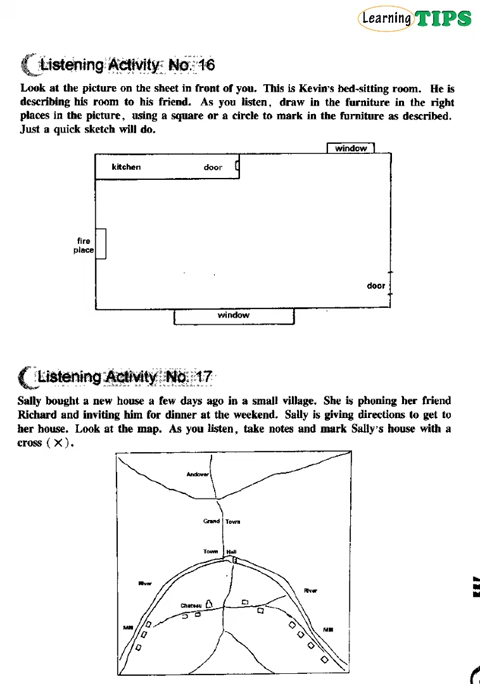 Learning TIPS
Listening Activity No. 16
Look at the picture on the sheet in front of you. This is Kevin's bed-sitting room. He is
describing his room to his friend. As you listen, draw in the furniture in the right
places in the picture, using a square or a circle to mark in the furniture as described.
Just a quick sketch will do.
window
kitchen door
fire
place
door
window
Listening Activity No. 17
Sally bought a new house a few days ago in a small village. She is phoning her friend
Richard and inviting him for dinner at the weekend. Sally is giving directions to get to
her house. Look at the map. As you listen, take notes and mark Sally's house with a
cross (×).
Andover
Grand Town
Town Hall
River
River
Chateau
Mill
Mill